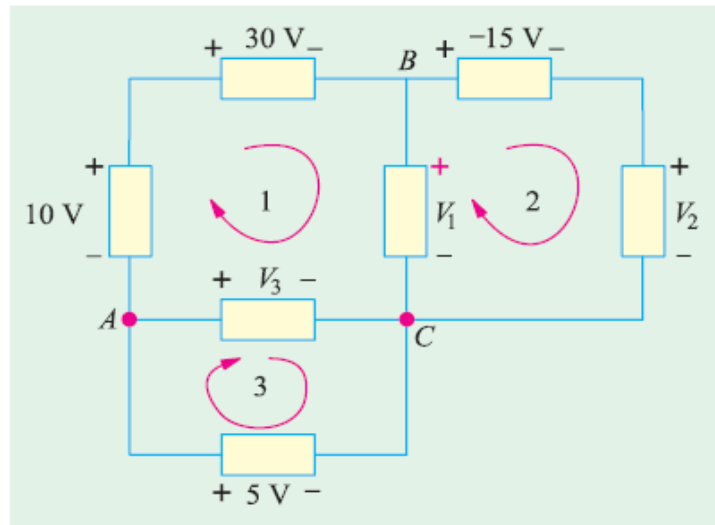 + 30 V – B + –15 V –
+ + +
10 V 1 V₁ 2 V₂
– – –
+ V₃ –
A C
3
+ 5 V –